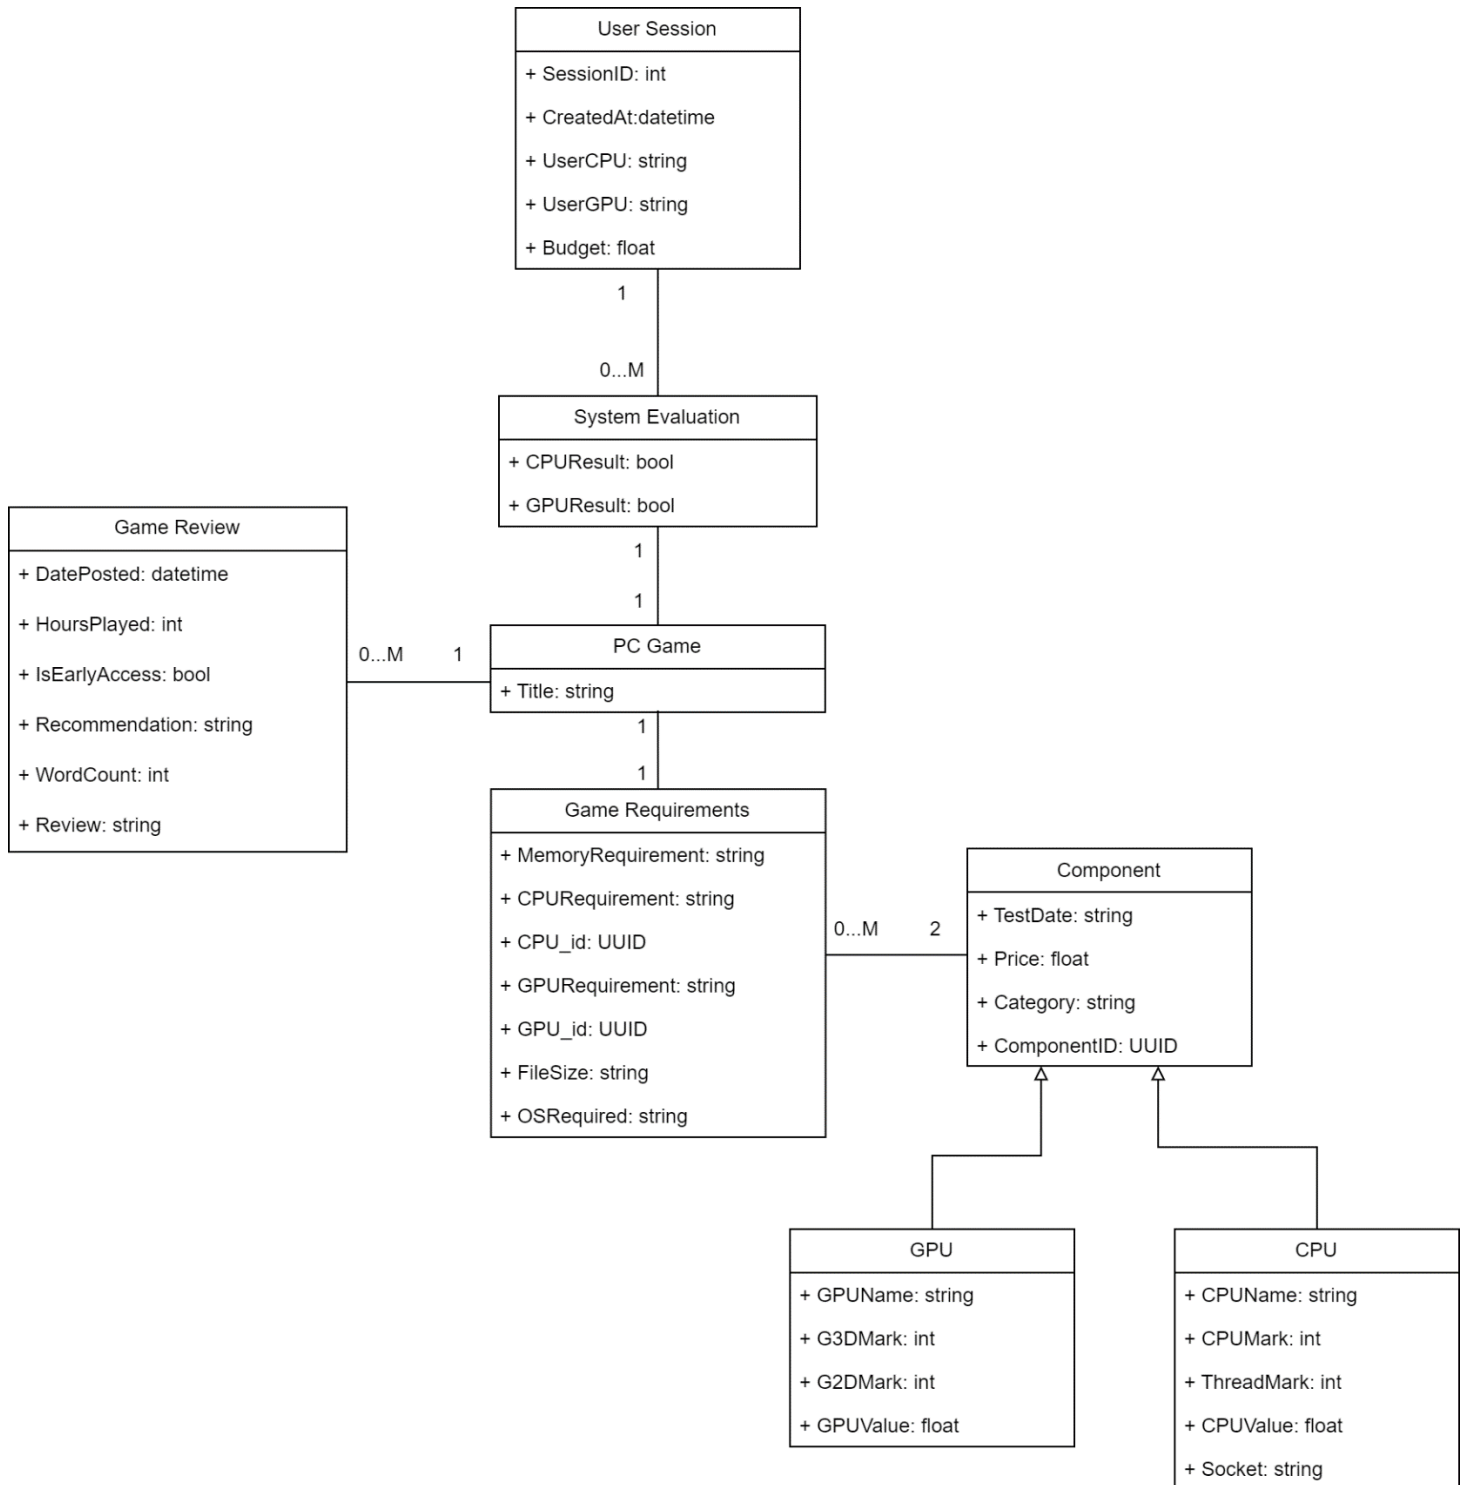 User Session
+ SessionID: int
+ CreatedAt:datetime
+ UserCPU: string
+ UserGPU: string
+ Budget: float
1
0...M
System Evaluation
+ CPUResult: bool
+ GPUResult: bool
1
1
Game Review
+ DatePosted: datetime
+ HoursPlayed: int
+ IsEarlyAccess: bool
+ Recommendation: string
+ WordCount: int
+ Review: string
0...M 1
PC Game
+ Title: string
1
1
Game Requirements
+ MemoryRequirement: string
+ CPURequirement: string
+ CPU_id: UUID
+ GPURequirement: string
+ GPU_id: UUID
+ FileSize: string
+ OSRequired: string
0...M 2
Component
+ TestDate: string
+ Price: float
+ Category: string
+ ComponentID: UUID
GPU
+ GPUName: string
+ G3DMark: int
+ G2DMark: int
+ GPUValue: float
CPU
+ CPUName: string
+ CPUMark: int
+ ThreadMark: int
+ CPUValue: float
+ Socket: string